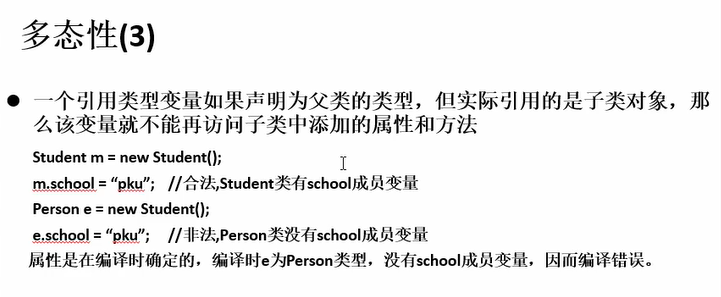 多态性(3)
● 一个引用类型变量如果声明为父类的类型，但实际引用的是子类对象，那
么该变量就不能再访问子类中添加的属性和方法
Student m = new Student();
m.school = “pku”; //合法,Student类有school成员变量
Person e = new Student();
e.school = “pku”; //非法,Person类没有school成员变量
属性是在编译时确定的，编译时e为Person类型，没有school成员变量，因而编译错误。